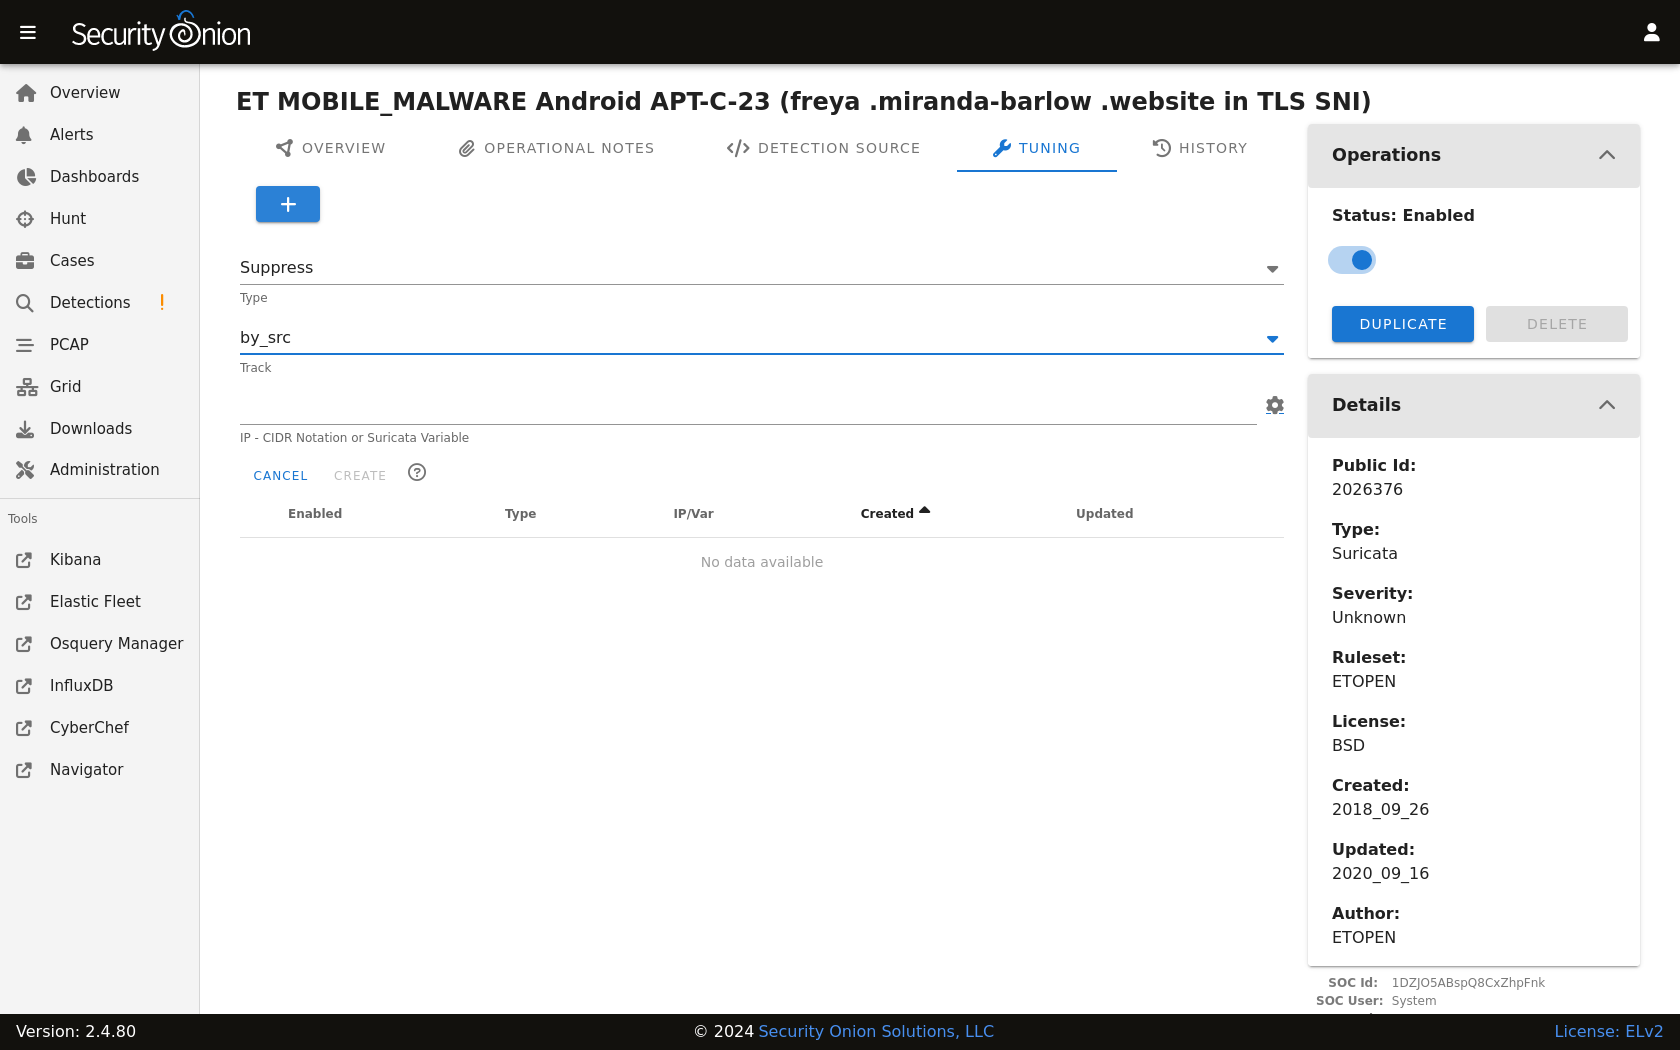 Security Onion
Overview
Alerts
Dashboards
Hunt
Cases
Detections !
PCAP
Grid
Downloads
Administration
Tools
Kibana
Elastic Fleet
Osquery Manager
InfluxDB
CyberChef
Navigator
ET MOBILE_MALWARE Android APT-C-23 (freya .miranda-barlow .website in TLS SNI)
OVERVIEW OPERATIONAL NOTES DETECTION SOURCE TUNING HISTORY
+
Suppress
Type
by_src
Track
IP - CIDR Notation or Suricata Variable
CANCEL CREATE ?
Enabled Type IP/Var Created Updated
No data available
Operations
Status: Enabled
DUPLICATE DELETE
Details
Public Id:
2026376
Type:
Suricata
Severity:
Unknown
Ruleset:
ETOPEN
License:
BSD
Created:
2018_09_26
Updated:
2020_09_16
Author:
ETOPEN
SOC Id: 1DZJO5ABspQ8CxZhpFnk
SOC User: System
Version: 2.4.80
© 2024 Security Onion Solutions, LLC
License: ELv2